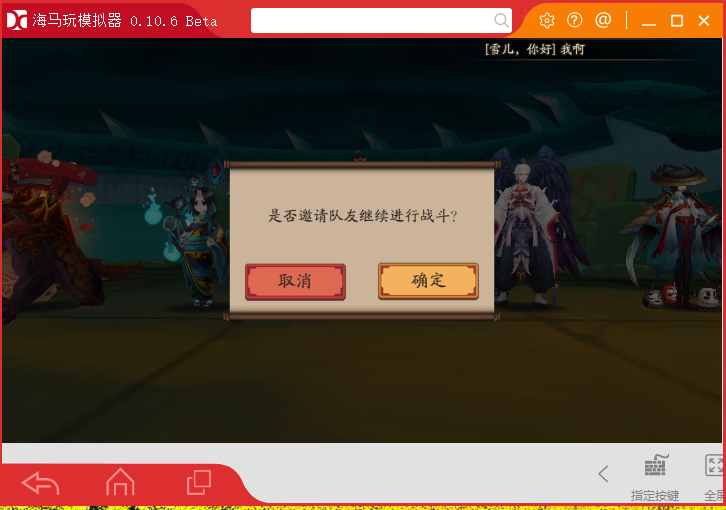 海马玩模拟器 0.10.6 Beta
[雪儿，你好] 我啊
是否邀请队友继续进行战斗?
取消
确定
指定按键
全屏